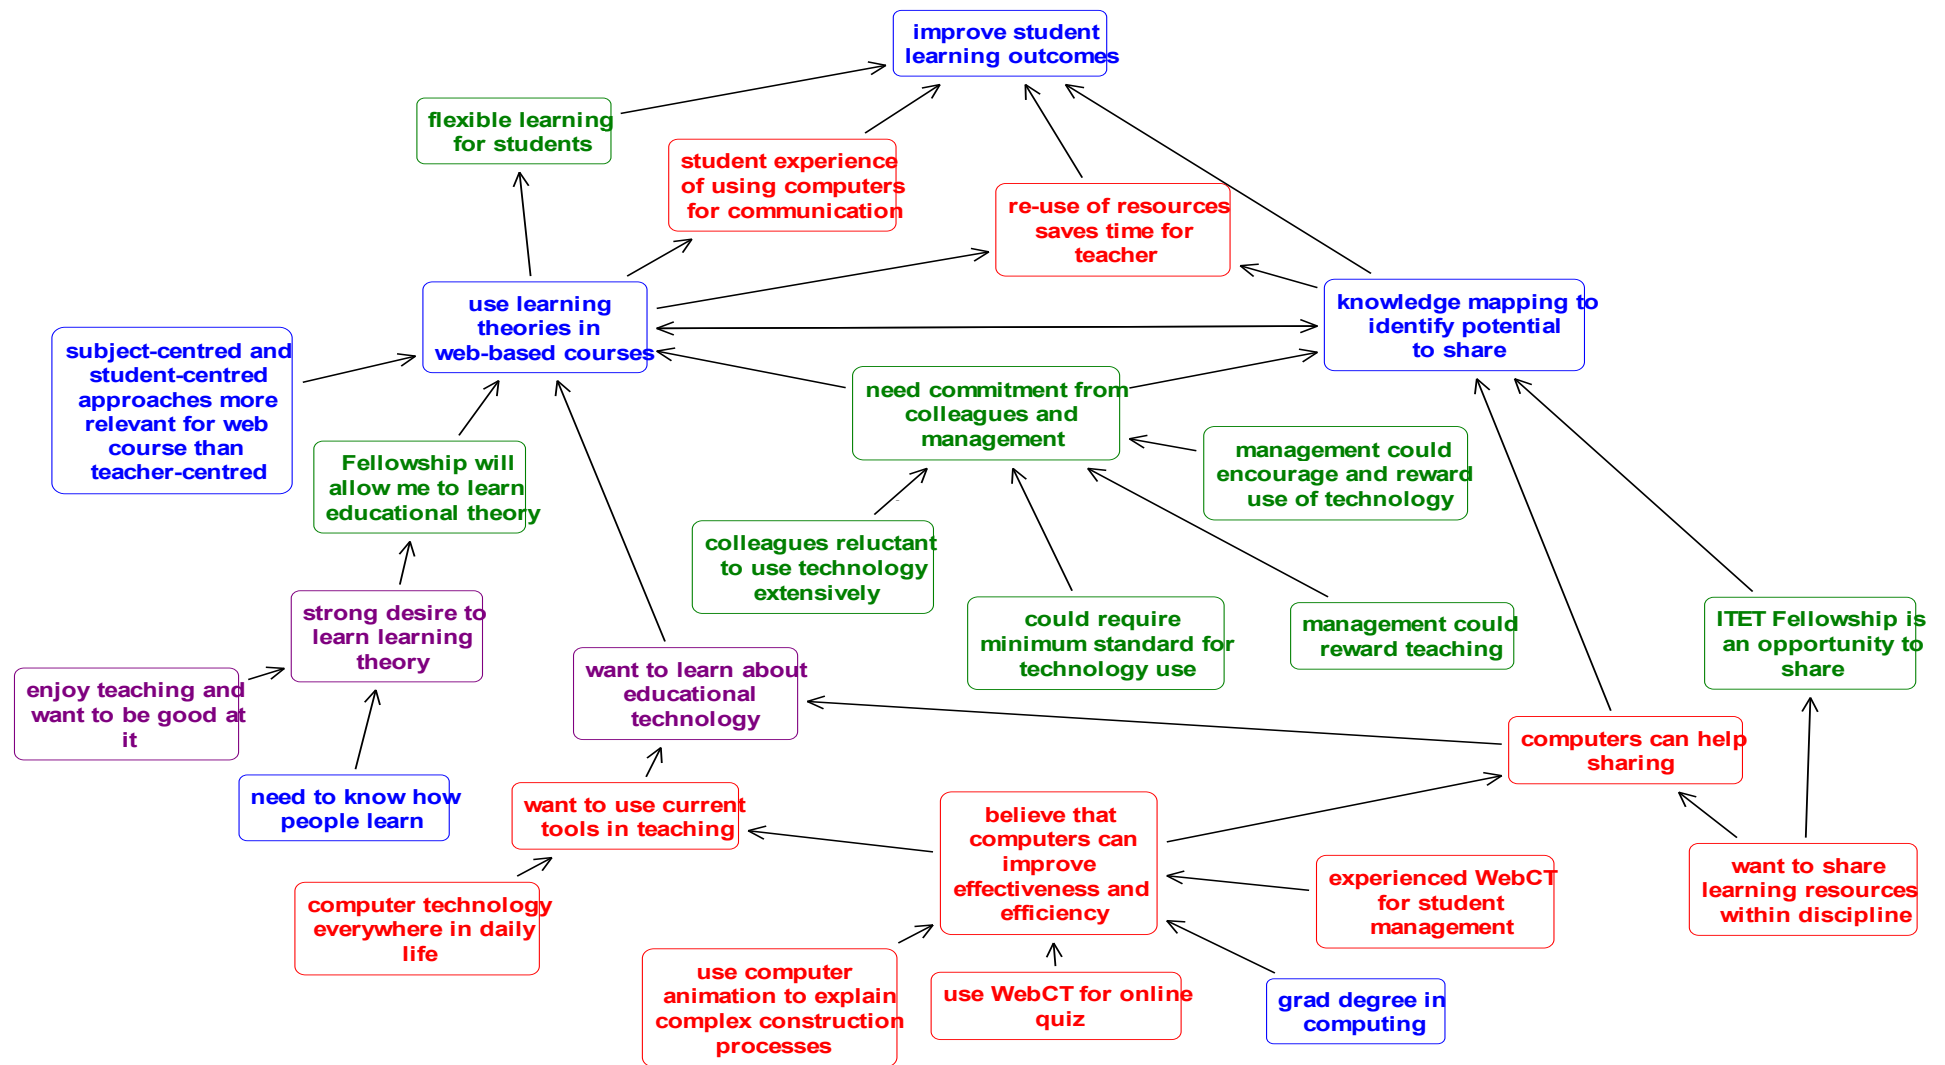 improve student
learning outcomes
flexible learning
for students
student experience
of using computers
for communication
re-use of resources
saves time for
teacher
use learning
theories in
web-based courses
knowledge mapping to
identify potential
to share
subject-centred and
student-centred
approaches more
relevant for web
course than
teacher-centred
need commitment from
colleagues and
management
Fellowship will
allow me to learn
educational theory
management could
encourage and reward
use of technology
colleagues reluctant
to use technology
extensively
could require
minimum standard for
technology use
management could
reward teaching
ITET Fellowship is
an opportunity to
share
strong desire to
learn learning
theory
enjoy teaching and
want to be good at
it
want to learn about
educational
technology
computers can help
sharing
need to know how
people learn
want to use current
tools in teaching
believe that
computers can
improve
effectiveness and
efficiency
experienced WebCT
for student
management
want to share
learning resources
within discipline
computer technology
everywhere in daily
life
use computer
animation to explain
complex construction
processes
use WebCT for online
quiz
grad degree in
computing